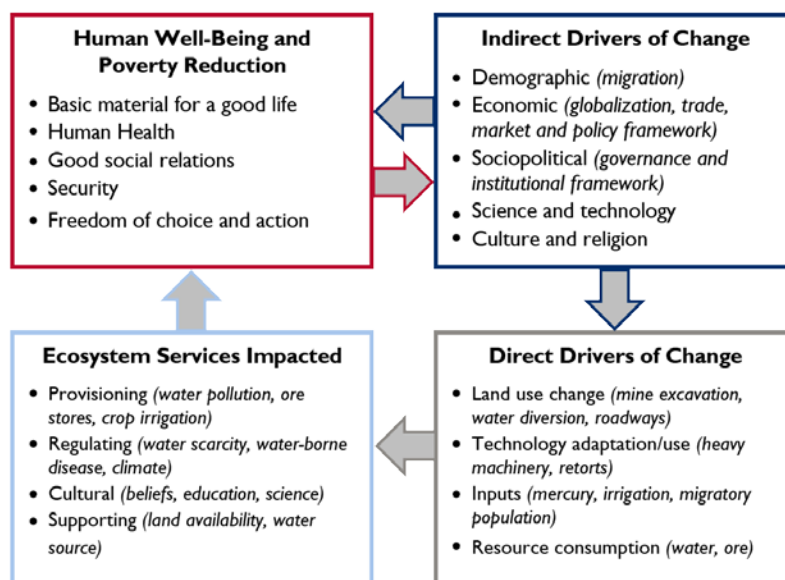 Human Well-Being and
Poverty Reduction
• Basic material for a good life
• Human Health
• Good social relations
• Security
• Freedom of choice and action
Indirect Drivers of Change
• Demographic (migration)
• Economic (globalization, trade,
market and policy framework)
• Sociopolitical (governance and
institutional framework)
• Science and technology
• Culture and religion
Ecosystem Services Impacted
• Provisioning (water pollution, ore
stores, crop irrigation)
• Regulating (water scarcity, water-borne
disease, climate)
• Cultural (beliefs, education, science)
• Supporting (land availability, water
source)
Direct Drivers of Change
• Land use change (mine excavation,
water diversion, roadways)
• Technology adaptation/use (heavy
machinery, retorts)
• Inputs (mercury, irrigation, migratory
population)
• Resource consumption (water, ore)